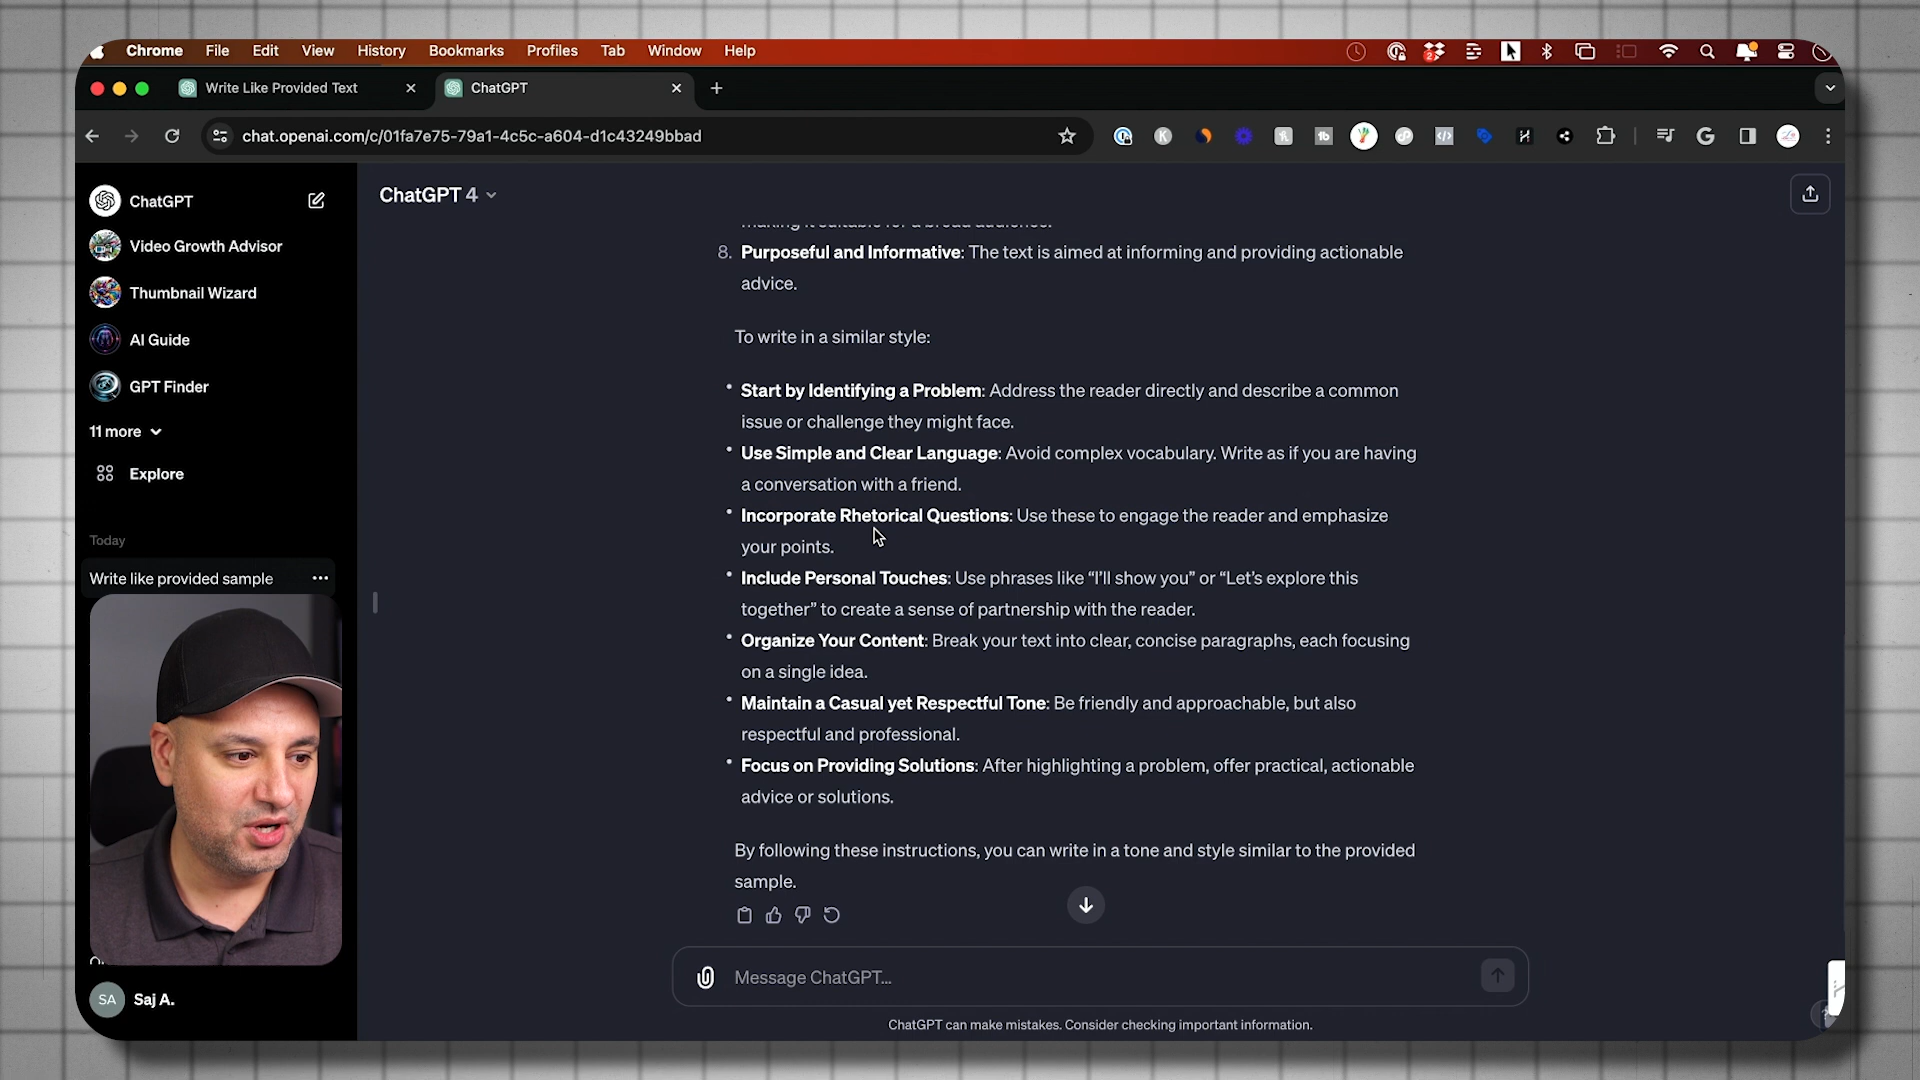 Chrome File Edit View History Bookmarks Profiles Tab Window Help
2
Write Like Provided Text
ChatGPT
chat.openai.com/c/01fa7e75-79a1-4c5c-a604-d1c43249bbad
ChatGPT
Video Growth Advisor
Thumbnail Wizard
AI Guide
GPT Finder
11 more
Explore
Today
Write like provided sample
SA Saj A.
ChatGPT 4
making it suitable for a broad audience.
8. Purposeful and Informative: The text is aimed at informing and providing actionable
advice.
To write in a similar style:
• Start by Identifying a Problem: Address the reader directly and describe a common
issue or challenge they might face.
• Use Simple and Clear Language: Avoid complex vocabulary. Write as if you are having
a conversation with a friend.
• Incorporate Rhetorical Questions: Use these to engage the reader and emphasize
your points.
• Include Personal Touches: Use phrases like “I’ll show you” or “Let’s explore this
together” to create a sense of partnership with the reader.
• Organize Your Content: Break your text into clear, concise paragraphs, each focusing
on a single idea.
• Maintain a Casual yet Respectful Tone: Be friendly and approachable, but also
respectful and professional.
• Focus on Providing Solutions: After highlighting a problem, offer practical, actionable
advice or solutions.
By following these instructions, you can write in a tone and style similar to the provided
sample.
Message ChatGPT...
ChatGPT can make mistakes. Consider checking important information.